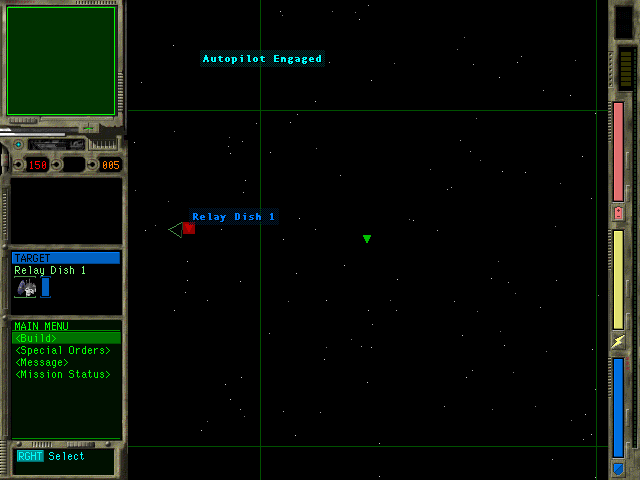 Autopilot Engaged
150
005
Relay Dish 1
TARGET
Relay Dish 1
MAIN MENU
<Build>
<Special Orders>
<Message>
<Mission Status>
RGHT Select